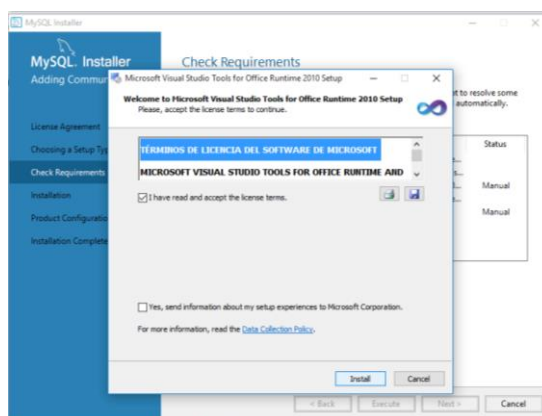 MySQL Installer
MySQL. Installer
Adding Commun
License Agreement
Choosing a Setup Typ
Check Requirements
Installation
Product Configuratio
Installation Complete
Check Requirements
pt to resolve some
automatically.
Status
Manual
Manual
Microsoft Visual Studio Tools for Office Runtime 2010 Setup
Welcome to Microsoft Visual Studio Tools for Office Runtime 2010 Setup
Please, accept the license terms to continue.
TÉRMINOS DE LICENCIA DEL SOFTWARE DE MICROSOFT
MICROSOFT VISUAL STUDIO TOOLS FOR OFFICE RUNTIME AND
I have read and accept the license terms.
Yes, send information about my setup experiences to Microsoft Corporation.
For more information, read the Data Collection Policy.
Install
Cancel
< Back
Execute
Next >
Cancel